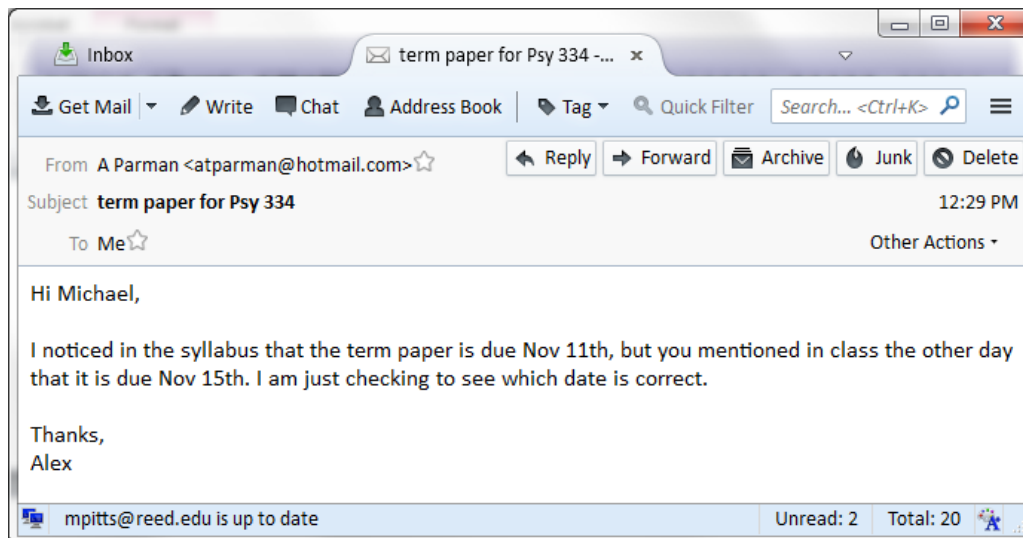 Inbox
term paper for Psy 334 -... x
Get Mail Write Chat Address Book Tag Quick Filter Search... <Ctrl+K>
From A Parman <atparman@hotmail.com> Reply Forward Archive Junk Delete
Subject term paper for Psy 334 12:29 PM
To Me Other Actions
Hi Michael,
I noticed in the syllabus that the term paper is due Nov 11th, but you mentioned in class the other day
that it is due Nov 15th. I am just checking to see which date is correct.
Thanks,
Alex
mpitts@reed.edu is up to date Unread: 2 Total: 20